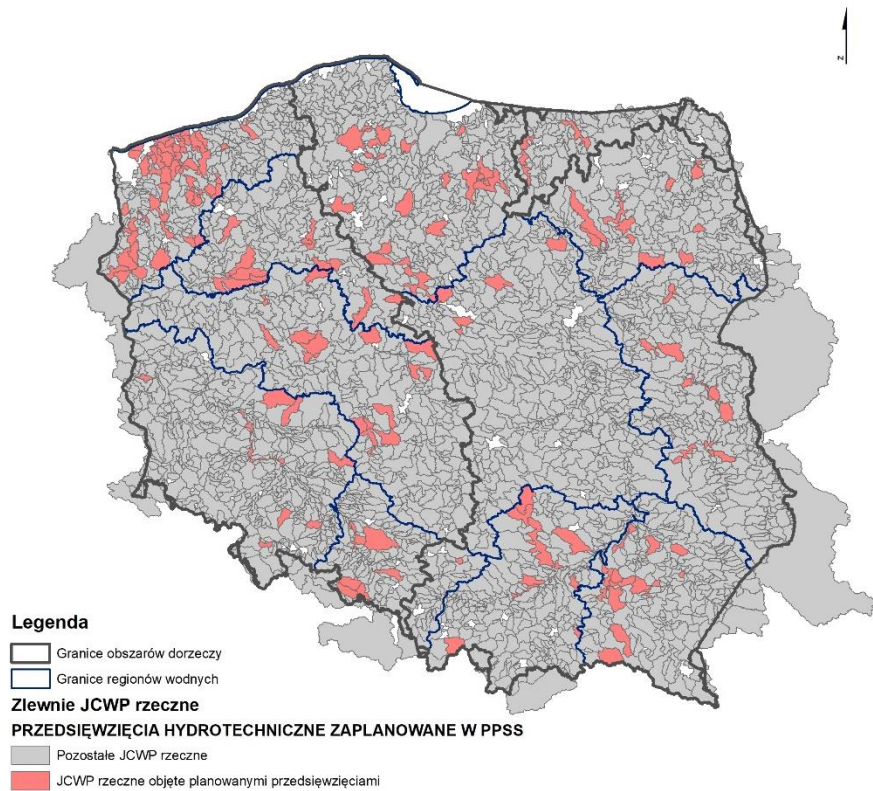 N
Legenda
Granice obszarów dorzeczy
Granice regionów wodnych
Zlewnie JCWP rzeczne
PRZEDSIĘWZIĘCIA HYDROTECHNICZNE ZAPLANOWANE W PPSS
Pozostałe JCWP rzeczne
JCWP rzeczne objęte planowanymi przedsięwzięciami